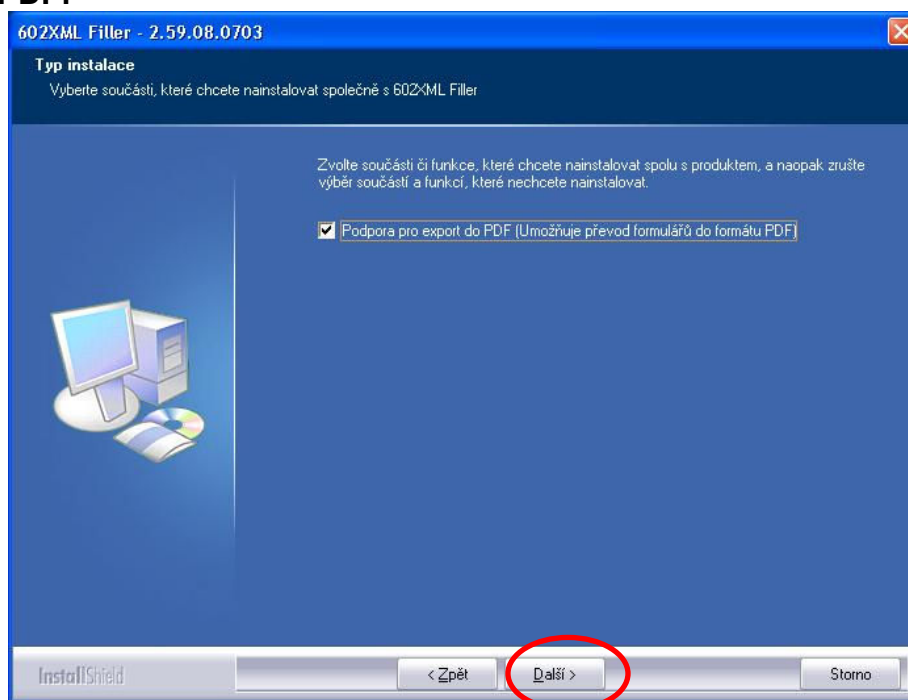 602XML Filler - 2.59.08.0703
Typ instalace
Vyberte součásti, které chcete nainstalovat společně s 602XML Filler
Zvolte součásti či funkce, které chcete nainstalovat spolu s produktem, a naopak zrušte
výběr součástí a funkcí, které nechcete nainstalovat.
Podpora pro export do PDF (Umožňuje převod formulářů do formátu PDF)
InstallShield
< Zpět
Další >
Storno